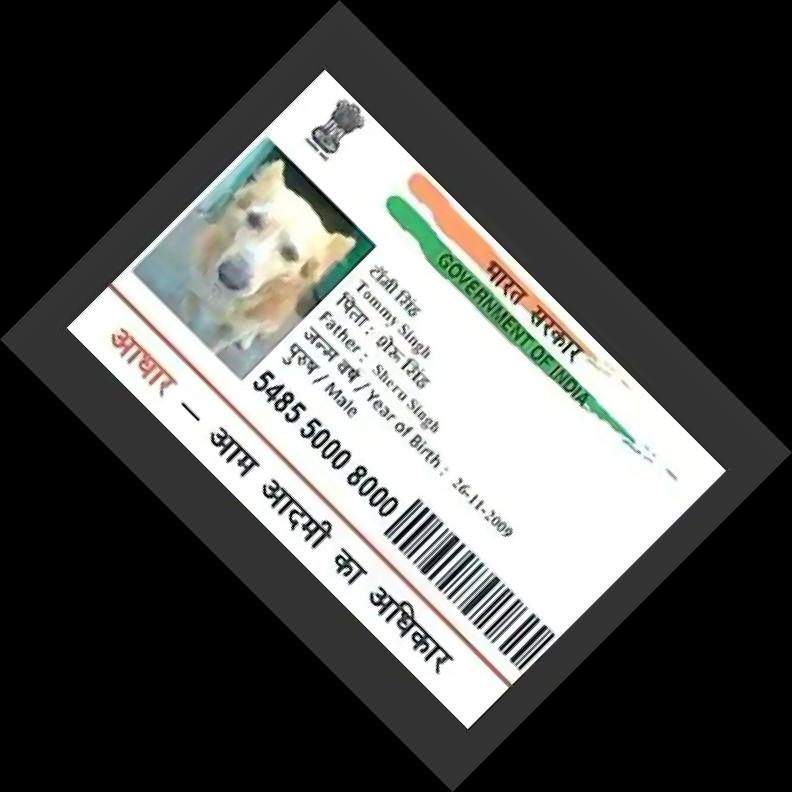 भारत सरकार
GOVERNMENT OF INDIA
टॉमी सिंह
Tommy Singh
पिता : शेरू सिंह
Father : Sheru Singh
जन्म वर्ष / Year of Birth : 26-11-2009
पुरुष / Male
5485 5000 8000
आधार – आम आदमी का अधिकार